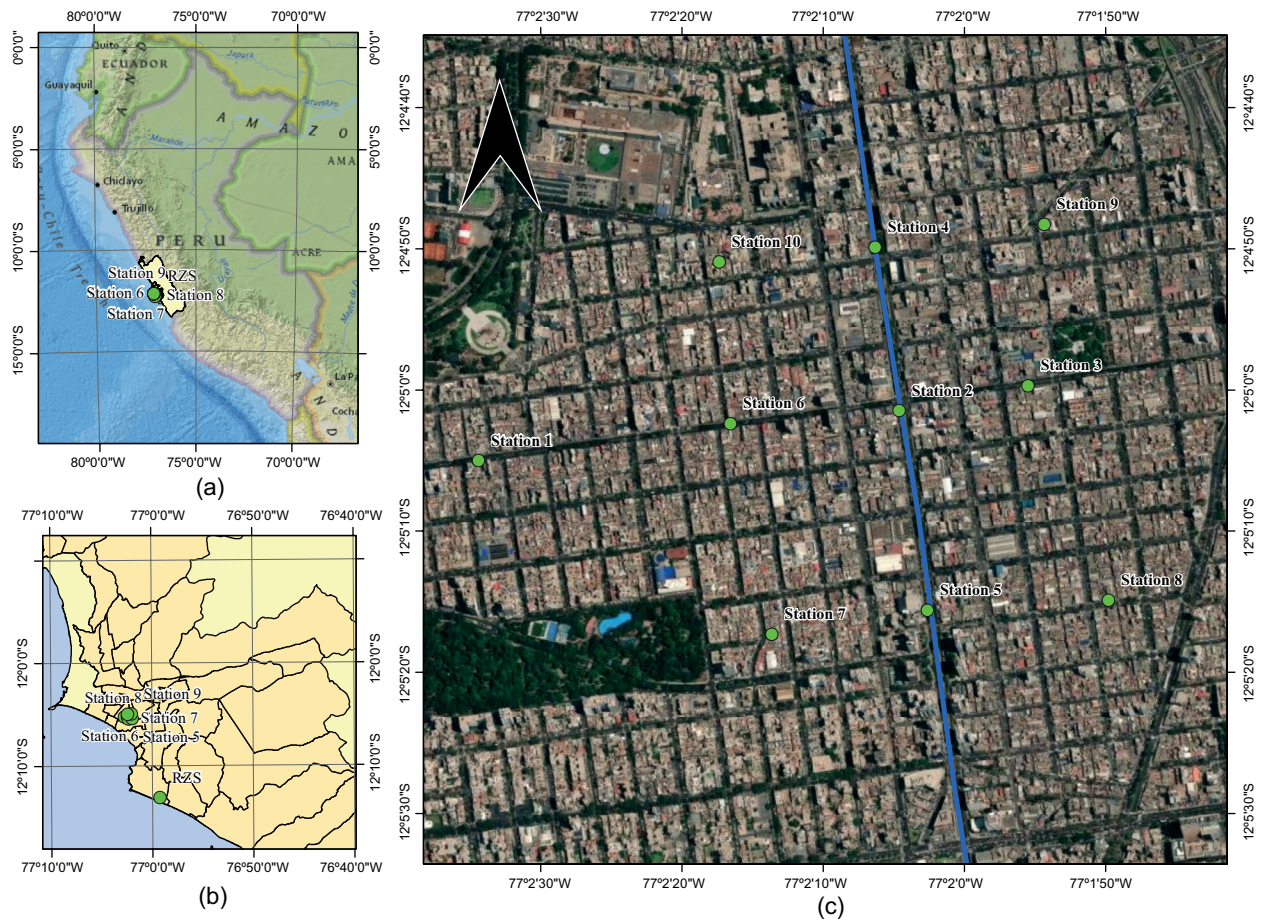 Quito
ECUADOR
Guayaquil
Japurá
Marañón
AMAZO
AMA
Chiclayo
Trujillo
PERU
ACRE
Peru-Chile
Trench
AND
AND
Station 9
RZS
Station 6
Station 8
Station 7
La P
Coch
0°0'0"
5°0'0"S
10°0'0"S
15°0'0"S
0°0'0"
5°0'0"S
10°0'0"S
15°0'0"S
80°0'0"W
75°0'0"W
70°0'0"W
80°0'0"W
75°0'0"W
70°0'0"W
(a)
77°10'0"W
77°0'0"W
76°50'0"W
76°40'0"W
12°0'0"S
12°10'0"S
12°0'0"S
12°10'0"S
Station 8
Station 9
Station 7
Station 6
Station 5
RZS
77°10'0"W
77°0'0"W
76°50'0"W
76°40'0"W
(b)
77°2'30"W
77°2'20"W
77°2'10"W
77°2'0"W
77°1'50"W
12°4'40"S
12°4'50"S
12°5'0"S
12°5'10"S
12°5'20"S
12°5'30"S
12°4'40"S
12°4'50"S
12°5'0"S
12°5'10"S
12°5'20"S
12°5'30"S
Station 9
Station 4
Station 10
Station 3
Station 2
Station 6
Station 1
Station 8
Station 5
Station 7
77°2'30"W
77°2'20"W
77°2'10"W
77°2'0"W
77°1'50"W
(c)